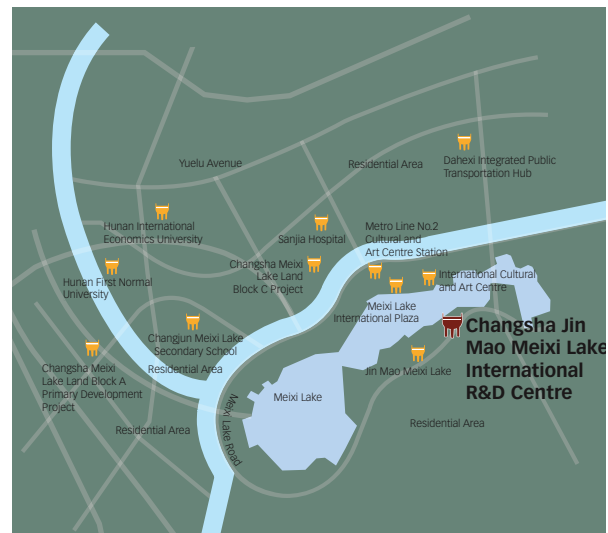 Yuelu Avenue
Residential Area
Dahexi Integrated Public
Transportation Hub
Hunan International
Economics University
Sanjia Hospital
Metro Line No.2
Cultural and
Art Centre Station
Hunan First Normal
University
Changsha Meixi
Lake Land
Block C Project
International Cultural
and Art Centre
Meixi Lake
International Plaza
Changsha Jin
Mao Meixi Lake
International
R&D Centre
Changjun Meixi Lake
Secondary School
Residential Area
Changsha Meixi
Lake Land Block A
Primary Development
Project
Jin Mao Meixi Lake
Meixi Lake
Meixi Lake Road
Residential Area
Residential Area